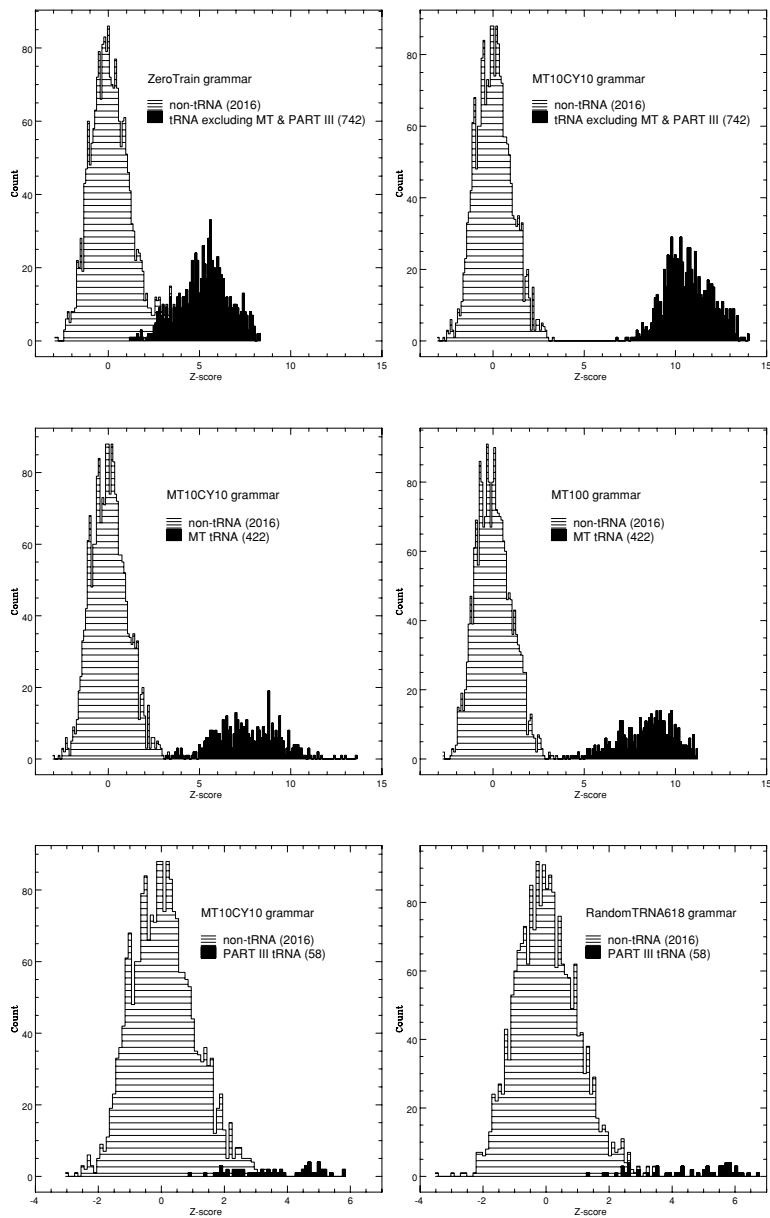 ZeroTrain grammar
non-tRNA (2016)
tRNA excluding MT & PART III (742)
Count
80
60
40
20
0
0
5
10
15
Z-score
MT10CY10 grammar
non-tRNA (2016)
tRNA excluding MT & PART III (742)
Count
80
60
40
20
0
0
5
10
15
Z-score
MT10CY10 grammar
non-tRNA (2016)
MT tRNA (422)
Count
80
60
40
20
0
0
5
10
15
Z-score
MT100 grammar
non-tRNA (2016)
MT tRNA (422)
Count
80
60
40
20
0
0
5
10
15
Z-score
MT10CY10 grammar
non-tRNA (2016)
PART III tRNA (58)
Count
80
60
40
20
0
-4
-2
0
2
4
6
Z-score
RandomTRNA618 grammar
non-tRNA (2016)
PART III tRNA (58)
Count
80
60
40
20
0
-4
-2
0
2
4
6
Z-score